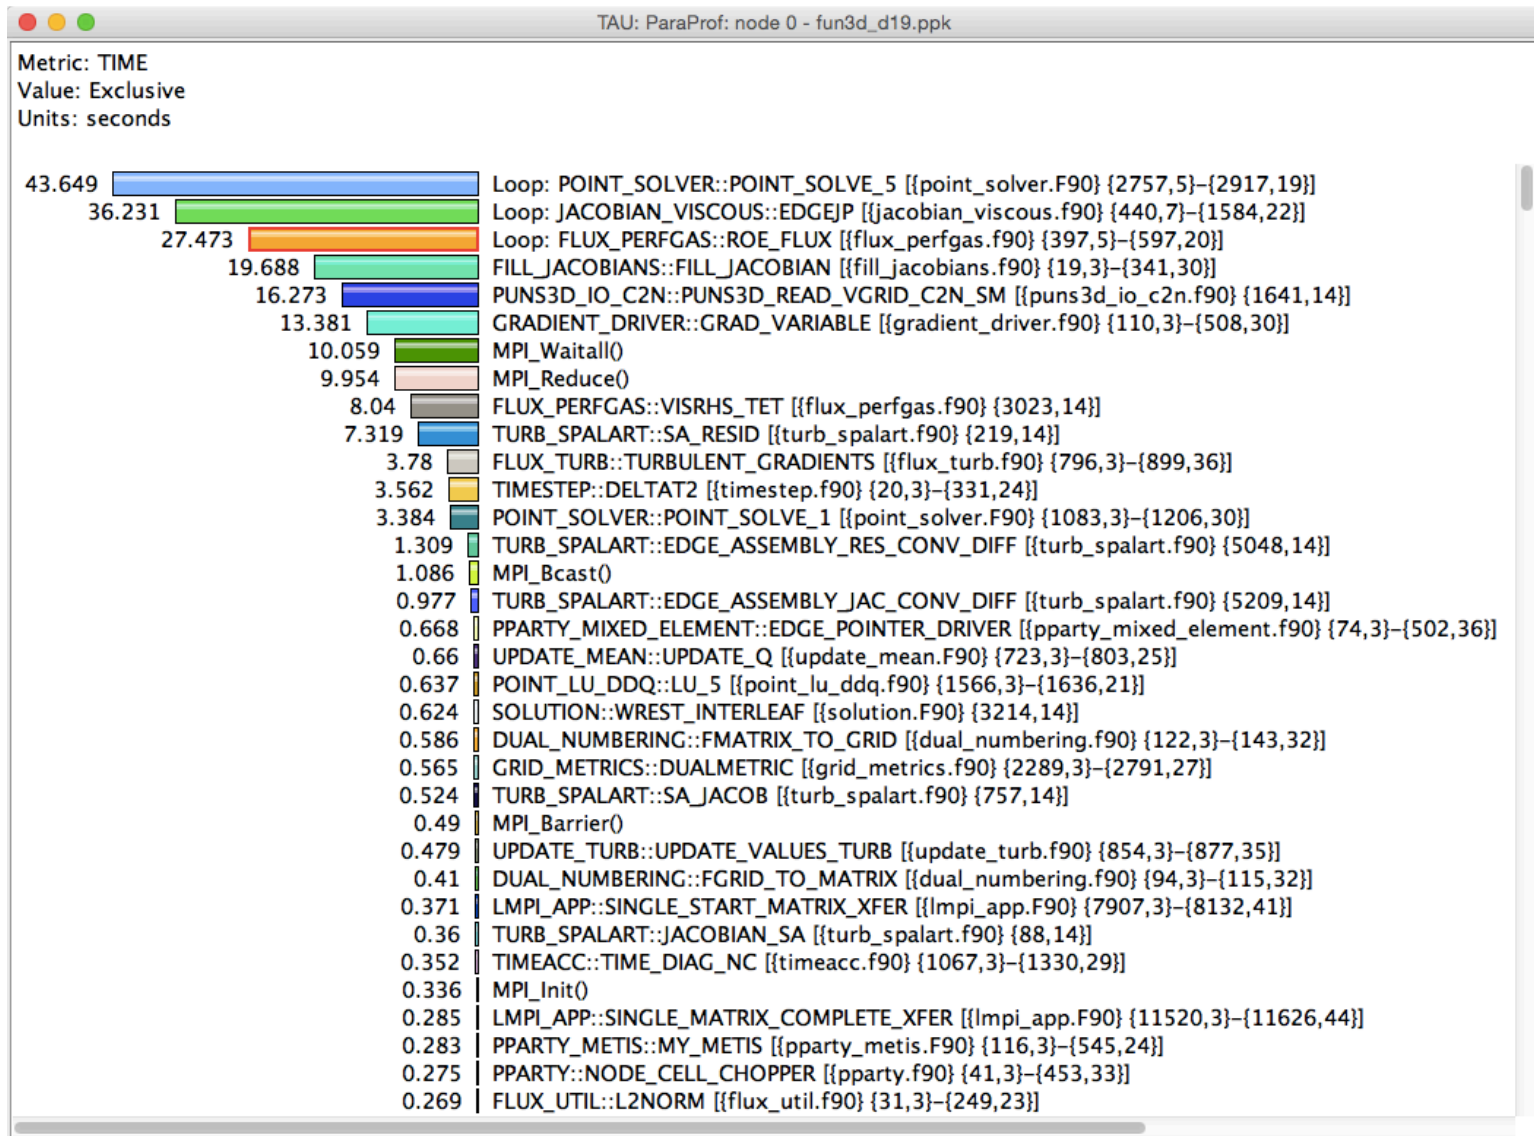 TAU: ParaProf: node 0 - fun3d_d19.ppk
Metric: TIME
Value: Exclusive
Units: seconds
43.649 Loop: POINT_SOLVER::POINT_SOLVE_5 [{point_solver.F90} {2757,5}-{2917,19}]
36.231 Loop: JACOBIAN_VISCOUS::EDGEJP [{jacobian_viscous.f90} {440,7}-{1584,22}]
27.473 Loop: FLUX_PERFGAS::ROE_FLUX [{flux_perfgas.f90} {397,5}-{597,20}]
19.688 FILL_JACOBIANS::FILL_JACOBIAN [{fill_jacobians.f90} {19,3}-{341,30}]
16.273 PUNS3D_IO_C2N::PUNS3D_READ_VGRID_C2N_SM [{puns3d_io_c2n.f90} {1641,14}]
13.381 GRADIENT_DRIVER::GRAD_VARIABLE [{gradient_driver.f90} {110,3}-{508,30}]
10.059 MPI_Waitall()
9.954 MPI_Reduce()
8.04 FLUX_PERFGAS::VISRHS_TET [{flux_perfgas.f90} {3023,14}]
7.319 TURB_SPALART::SA_RESID [{turb_spalart.f90} {219,14}]
3.78 FLUX_TURB::TURBULENT_GRADIENTS [{flux_turb.f90} {796,3}-{899,36}]
3.562 TIMESTEP::DELTAT2 [{timestep.f90} {20,3}-{331,24}]
3.384 POINT_SOLVER::POINT_SOLVE_1 [{point_solver.F90} {1083,3}-{1206,30}]
1.309 TURB_SPALART::EDGE_ASSEMBLY_RES_CONV_DIFF [{turb_spalart.f90} {5048,14}]
1.086 MPI_Bcast()
0.977 TURB_SPALART::EDGE_ASSEMBLY_JAC_CONV_DIFF [{turb_spalart.f90} {5209,14}]
0.668 PPARTY_MIXED_ELEMENT::EDGE_POINTER_DRIVER [{pparty_mixed_element.f90} {74,3}-{502,36}]
0.66 UPDATE_MEAN::UPDATE_Q [{update_mean.F90} {723,3}-{803,25}]
0.637 POINT_LU_DDQ::LU_5 [{point_lu_ddq.f90} {1566,3}-{1636,21}]
0.624 SOLUTION::WREST_INTERLEAF [{solution.F90} {3214,14}]
0.586 DUAL_NUMBERING::FMATRIX_TO_GRID [{dual_numbering.f90} {122,3}-{143,32}]
0.565 GRID_METRICS::DUALMETRIC [{grid_metrics.f90} {2289,3}-{2791,27}]
0.524 TURB_SPALART::SA_JACOB [{turb_spalart.f90} {757,14}]
0.49 MPI_Barrier()
0.479 UPDATE_TURB::UPDATE_VALUES_TURB [{update_turb.f90} {854,3}-{877,35}]
0.41 DUAL_NUMBERING::FGRID_TO_MATRIX [{dual_numbering.f90} {94,3}-{115,32}]
0.371 LMPI_APP::SINGLE_START_MATRIX_XFER [{lmpi_app.F90} {7907,3}-{8132,41}]
0.36 TURB_SPALART::JACOBIAN_SA [{turb_spalart.f90} {88,14}]
0.352 TIMEACC::TIME_DIAG_NC [{timeacc.f90} {1067,3}-{1330,29}]
0.336 MPI_Init()
0.285 LMPI_APP::SINGLE_MATRIX_COMPLETE_XFER [{lmpi_app.F90} {11520,3}-{11626,44}]
0.283 PPARTY_METIS::MY_METIS [{pparty_metis.F90} {116,3}-{545,24}]
0.275 PPARTY::NODE_CELL_CHOPPER [{pparty.f90} {41,3}-{453,33}]
0.269 FLUX_UTIL::L2NORM [{flux_util.f90} {31,3}-{249,23}]